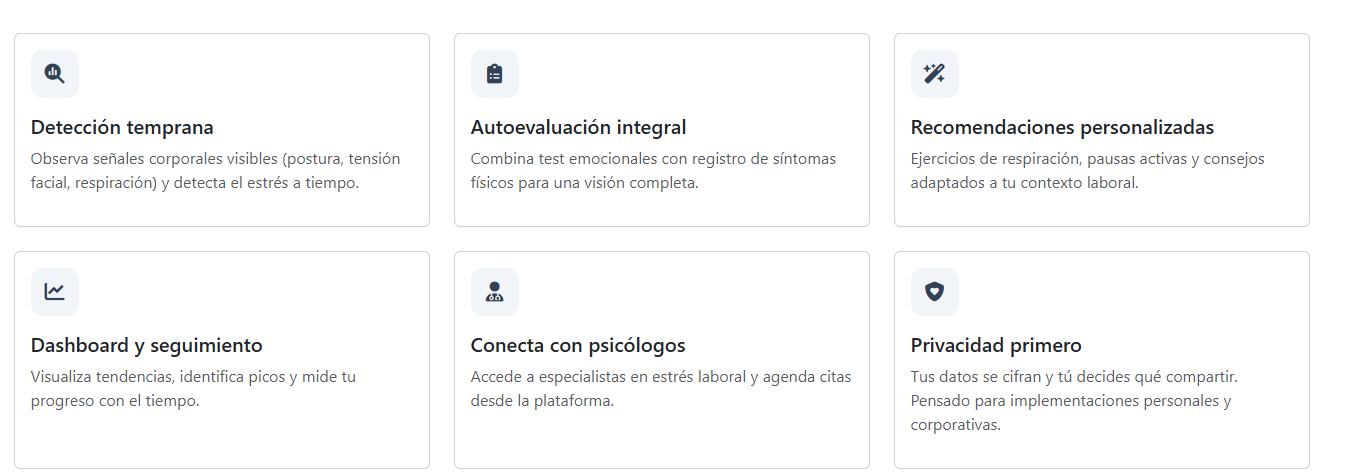 Detección temprana
Observa señales corporales visibles (postura, tensión
facial, respiración) y detecta el estrés a tiempo.
Autoevaluación integral
Combina test emocionales con registro de síntomas
físicos para una visión completa.
Recomendaciones personalizadas
Ejercicios de respiración, pausas activas y consejos
adaptados a tu contexto laboral.
Dashboard y seguimiento
Visualiza tendencias, identifica picos y mide tu
progreso con el tiempo.
Conecta con psicólogos
Accede a especialistas en estrés laboral y agenda citas
desde la plataforma.
Privacidad primero
Tus datos se cifran y tú decides qué compartir.
Pensado para implementaciones personales y
corporativas.